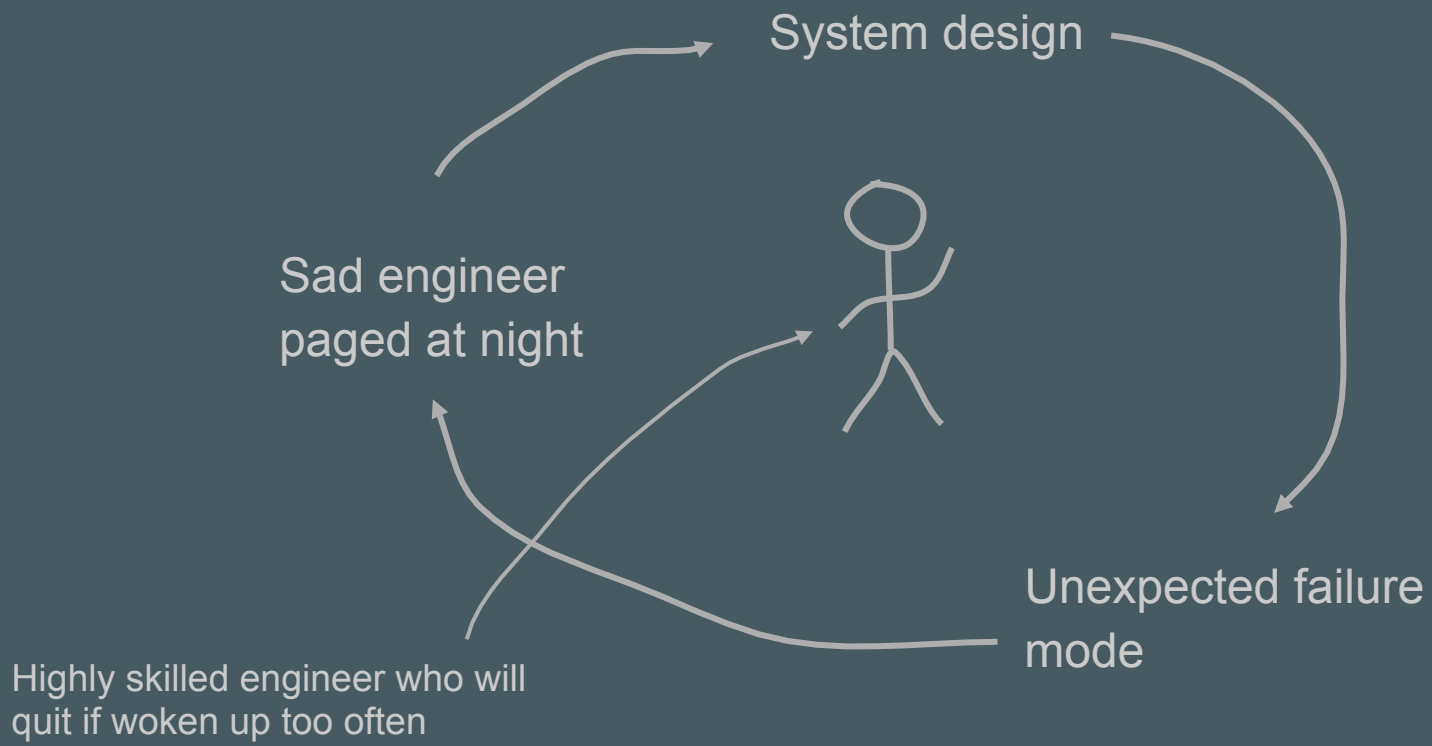 System design
Sad engineer
paged at night
Unexpected failure
mode
Highly skilled engineer who will
quit if woken up too often